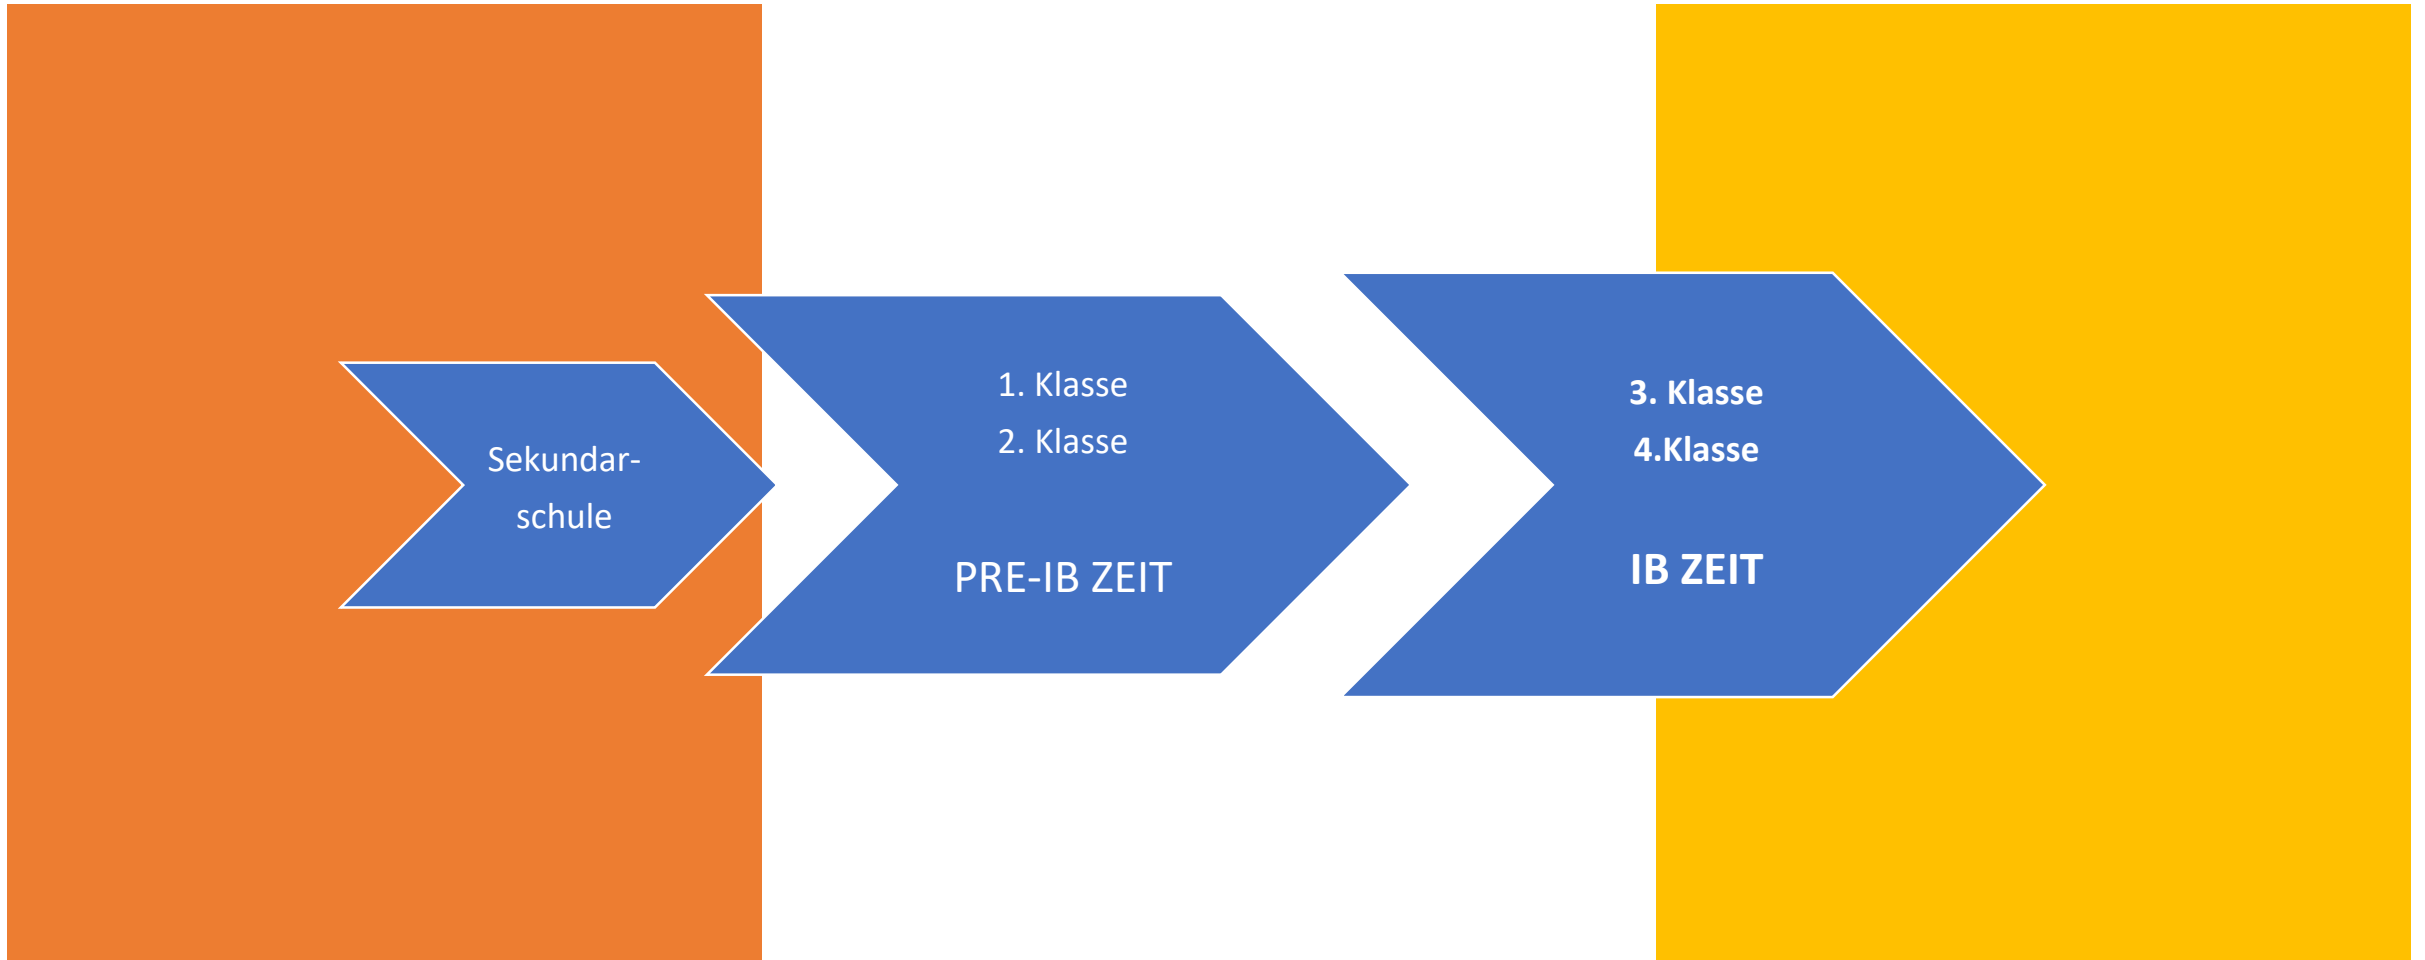 Sekundar-
schule
1. Klasse
2. Klasse
PRE-IB ZEIT
3. Klasse
4.Klasse
IB ZEIT